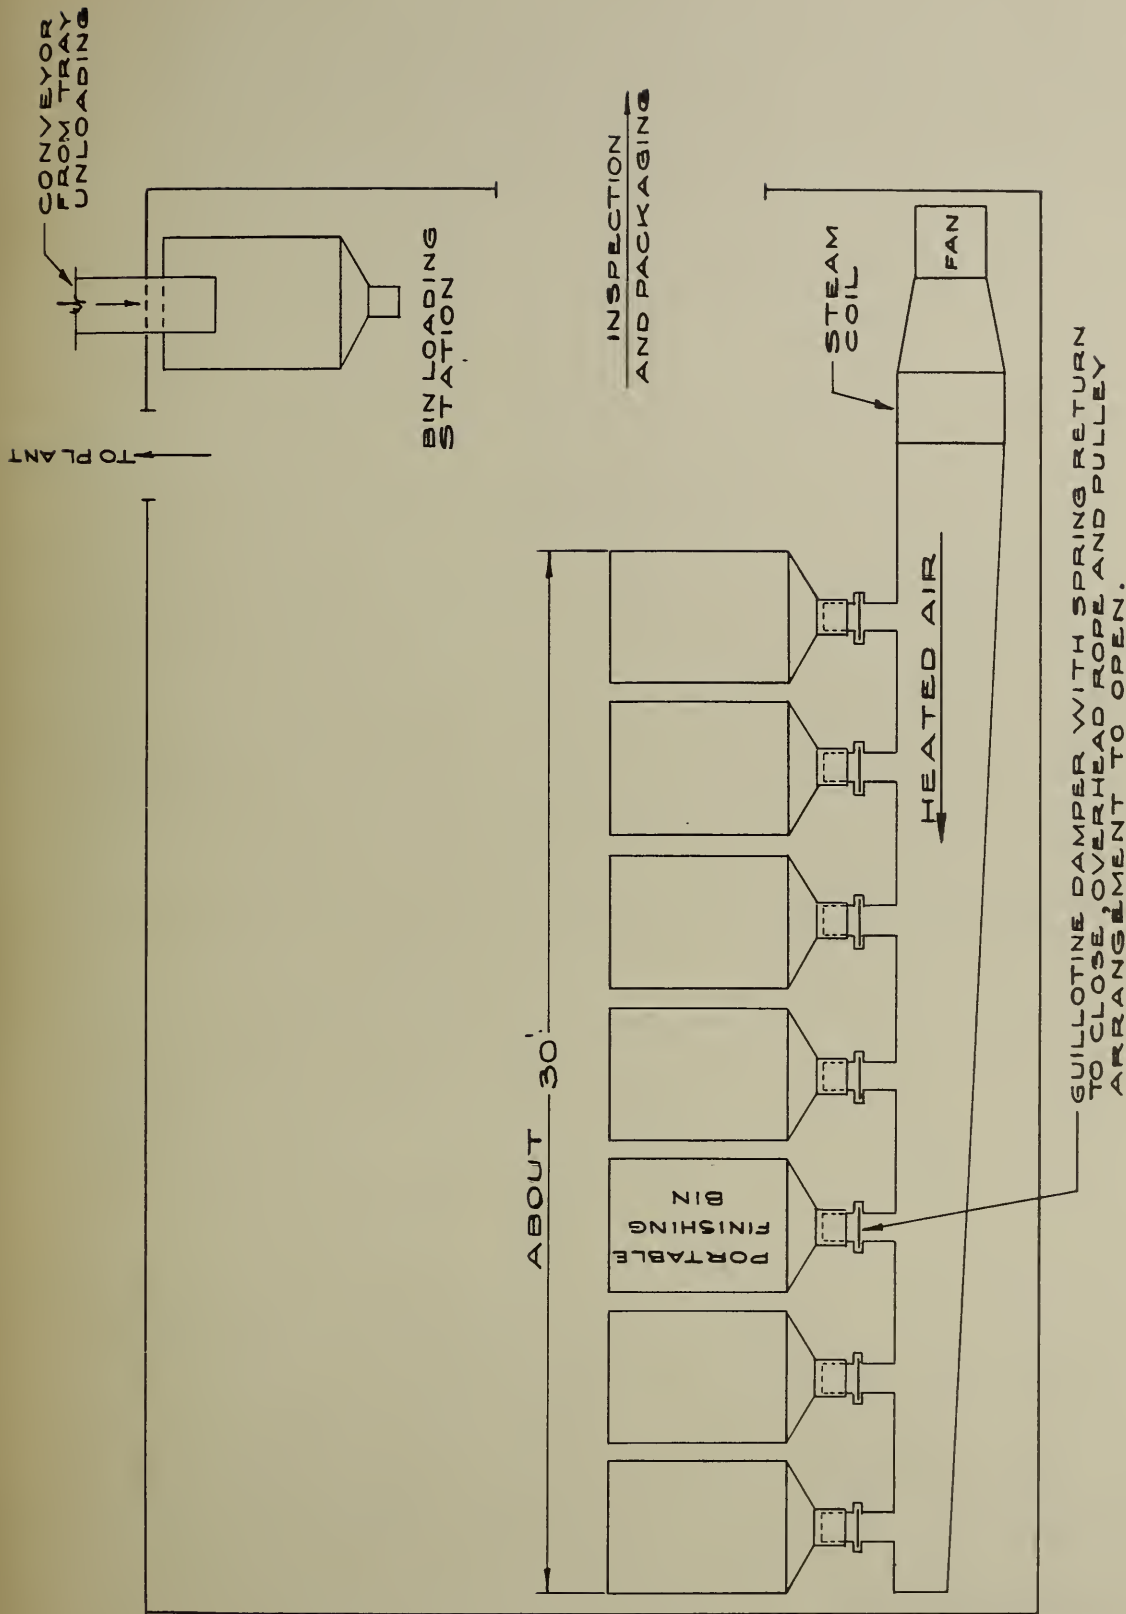 CONVEYOR
FROM TRAY
UNLOADING
TO PLANT
BIN LOADING
STATION
INSPECTION
AND PACKAGING
STEAM
COIL
FAN
ABOUT 30'
HEATED AIR
PORTABLE
FINISHING
BIN
GUILLOTINE DAMPER WITH SPRING RETURN
TO CLOSE, OVERHEAD ROPE AND PULLEY
ARRANGEMENT TO OPEN.